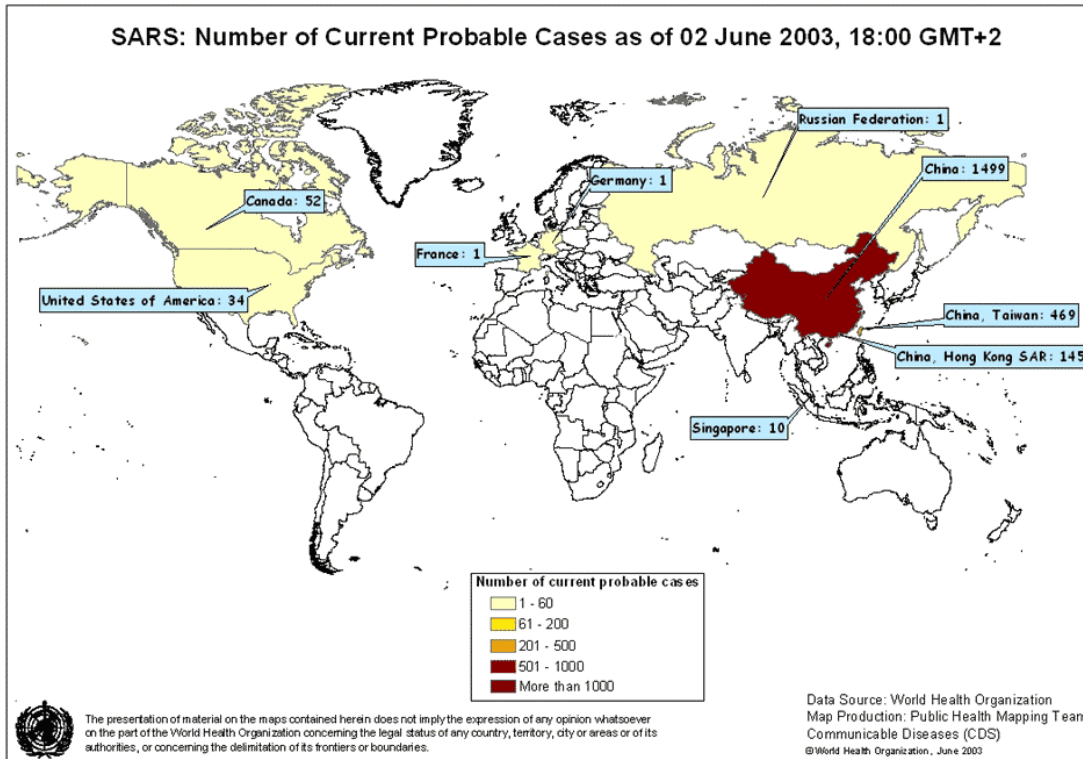 SARS: Number of Current Probable Cases as of 02 June 2003, 18:00 GMT+2
Russian Federation: 1
China: 1499
Germany: 1
Canada: 52
France: 1
United States of America: 34
China, Taiwan: 469
China, Hong Kong SAR: 145
Singapore: 10
Number of current probable cases
1 - 60
61 - 200
201 - 500
501 - 1000
More than 1000
The presentation of material on the maps contained herein does not imply the expression of any opinion whatsoever
on the part of the World Health Organization concerning the legal status of any country, territory, city or areas or of its
authorities, or concerning the delimitation of its frontiers or boundaries.
Data Source: World Health Organization
Map Production: Public Health Mapping Team
Communicable Diseases (CDS)
©World Health Organization, June 2003